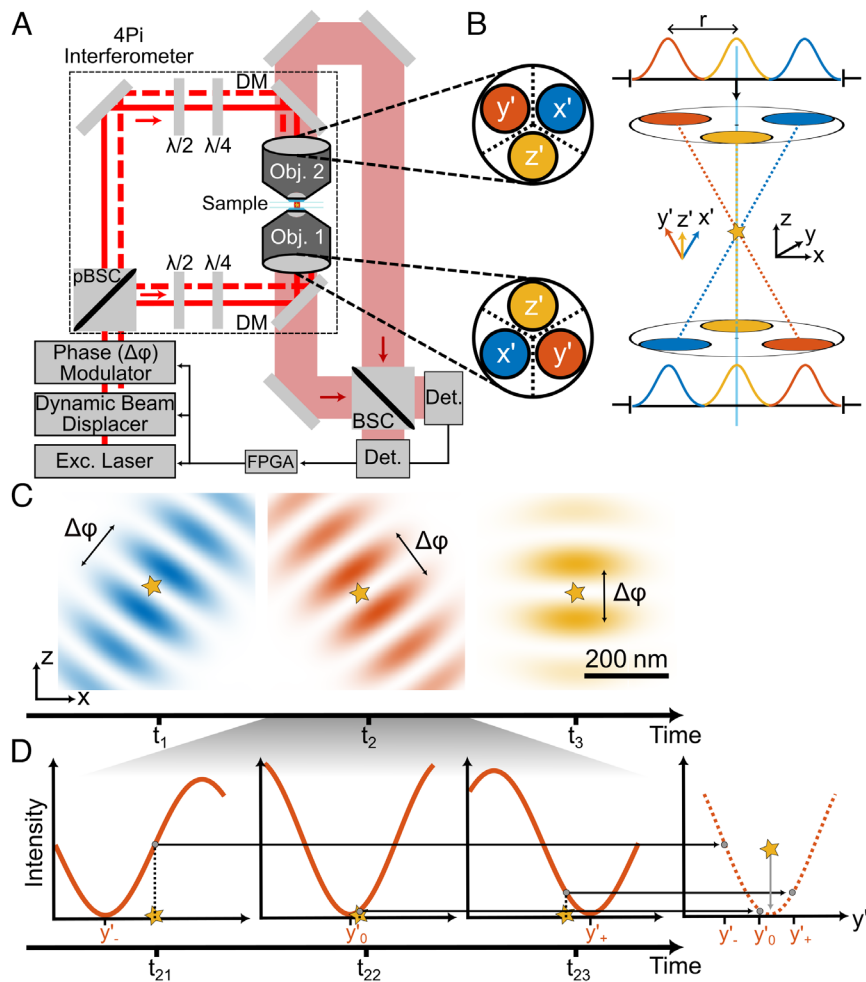 A
4Pi
Interferometer
DM
λ/2 λ/4
Obj. 2
Sample
Obj. 1
λ/2 λ/4
pBSC
DM
Phase (Δφ)
Modulator
Dynamic Beam
Displacer
Exc. Laser
FPGA
BSC
Det.
Det.
y' x'
z'
z'
x' y'
B
r
y' z' x'
z
y
x
C
Δφ
Δφ
Δφ
200 nm
z
x
t1 t2 t3 Time
D
Intensity
y'- y'0 y'+
y'- y'0 y'+
y'
t21 t22 t23 Time